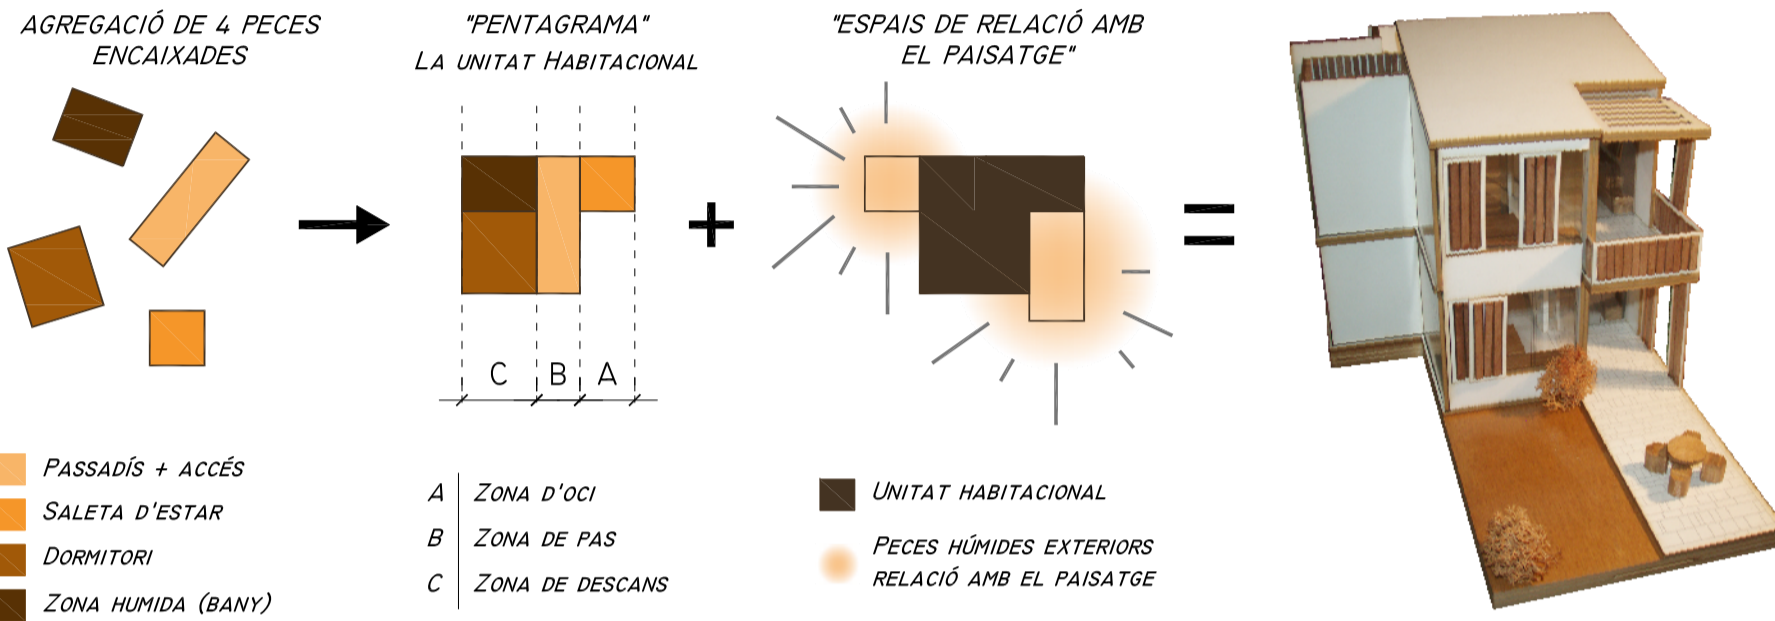 AGREGACIÓ DE 4 PECES
ENCAIXADES
"PENTAGRAMA"
LA UNITAT HABITACIONAL
"ESPAIS DE RELACIÓ AMB
EL PAISATGE"
C B A
PASSADÍS + ACCÉS
SALETA D'ESTAR
DORMITORI
ZONA HUMIDA (BANY)
A ZONA D'OCI
B ZONA DE PAS
C ZONA DE DESCANS
UNITAT HABITACIONAL
PECES HÚMIDES EXTERIORS
RELACIÓ AMB EL PAISATGE